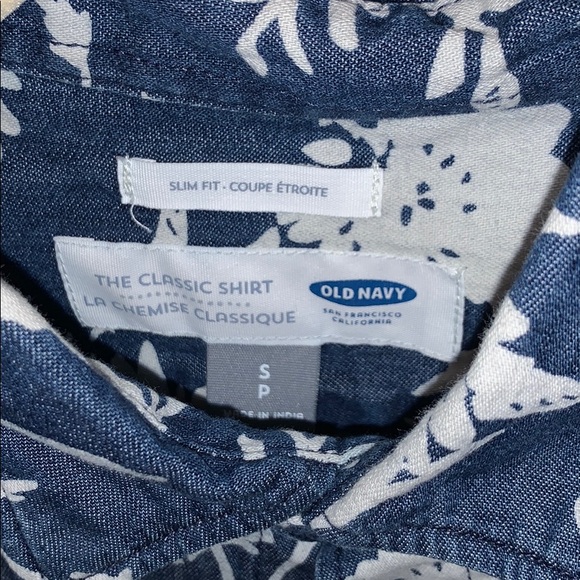 SLIM FIT - COUPE ÉTROITE
THE CLASSIC SHIRT
LA CHEMISE CLASSIQUE
OLD NAVY
SAN FRANCISCO
CALIFORNIA
S
P
IN INDIA